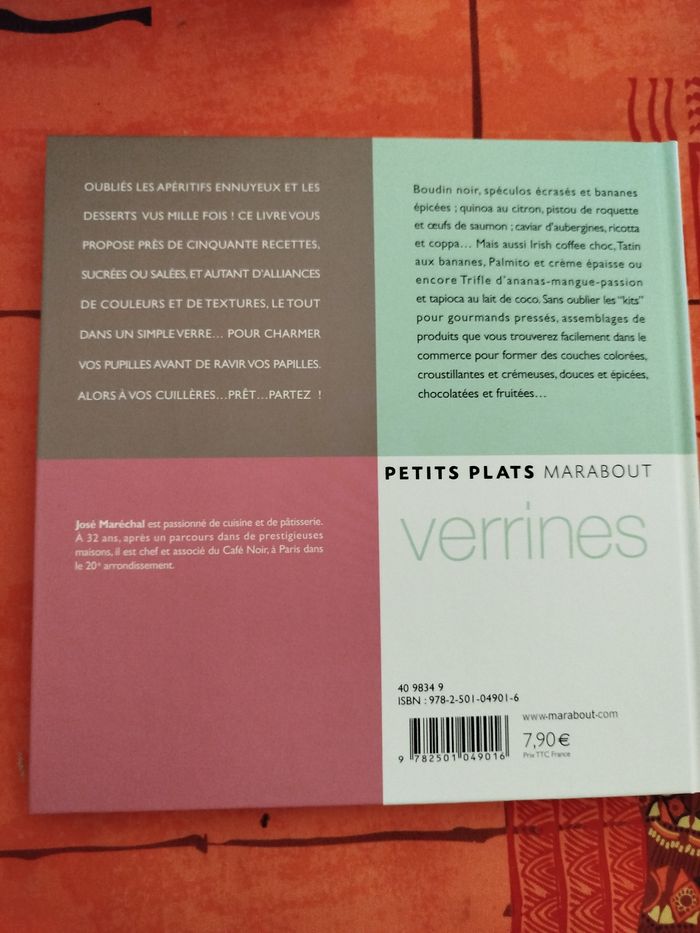 OUBLIÉS LES APÉRITIFS ENNUYEUX ET LES
DESSERTS VUS MILLE FOIS ! CE LIVRE VOUS
PROPOSE PRÈS DE CINQUANTE RECETTES,
SUCRÉES OU SALÉES, ET AUTANT D'ALLIANCES
DE COULEURS ET DE TEXTURES, LE TOUT
DANS UN SIMPLE VERRE... POUR CHARMER
VOS PUPILLES AVANT DE RAVIR VOS PAPILLES.
ALORS À VOS CUILLÈRES...PRÊT...PARTEZ !
Boudin noir, spéculos écrasés et bananes
épicées ; quinoa au citron, pistou de roquette
et œufs de saumon ; caviar d'aubergines, ricotta
et coppa... Mais aussi Irish coffee choc, Tatin
aux bananes, Palmito et crème épaisse ou
encore Trifle d'ananas-mangue-passion
et tapioca au lait de coco. Sans oublier les "kits"
pour gourmands pressés, assemblages de
produits que vous trouverez facilement dans le
commerce pour former des couches colorées,
croustillantes et crémeuses, douces et épicées,
chocolatées et fruitées...
José Maréchal est passionné de cuisine et de pâtisserie.
À 32 ans, après un parcours dans de prestigieuses
maisons, il est chef et associé du Café Noir, à Paris dans
le 20e arrondissement.
PETITS PLATS MARABOUT
verrines
40 9834 9
ISBN : 978-2-501-04901-6
www.marabout.com
7,90 €
Prix TTC France
9 782501 049016